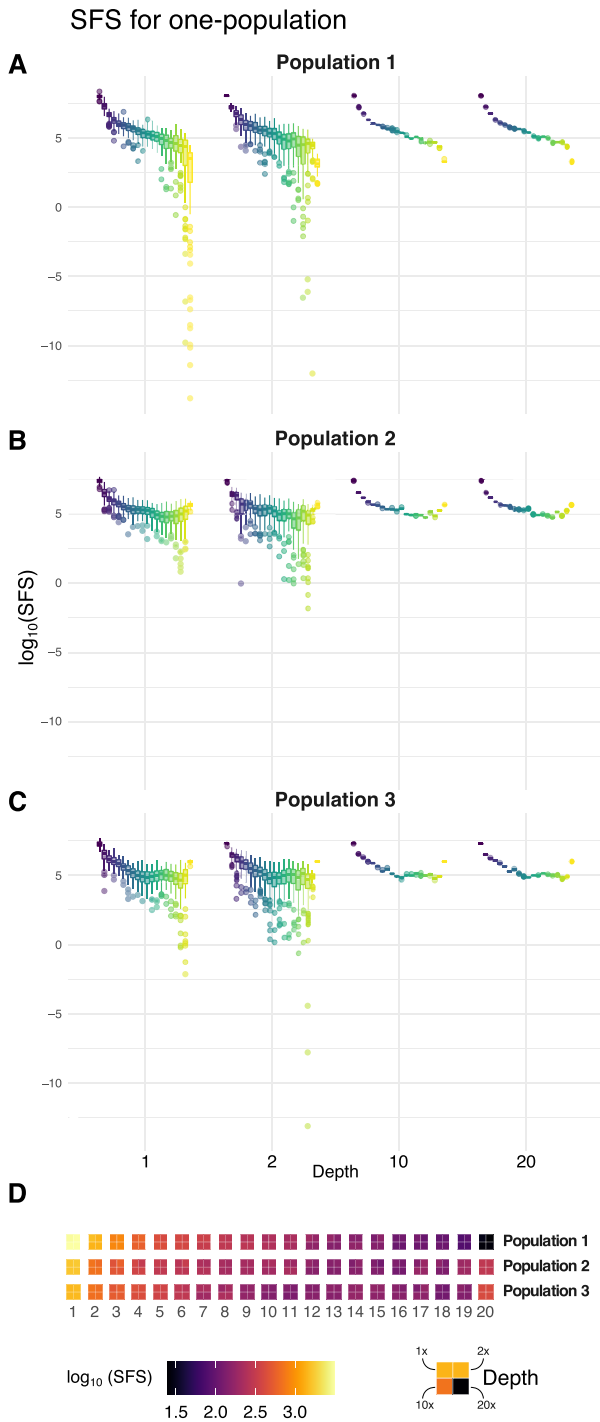 SFS for one-population
A
Population 1
5
0
−5
−10
B
Population 2
5
0
−5
−10
log10(SFS)
C
Population 3
5
0
−5
−10
1 2 10 20
Depth
D
Population 1
Population 2
Population 3
1 2 3 4 5 6 7 8 9 10 11 12 13 14 15 16 17 18 19 20
log10 (SFS)
1.5 2.0 2.5 3.0
1x 2x
Depth
10x 20x